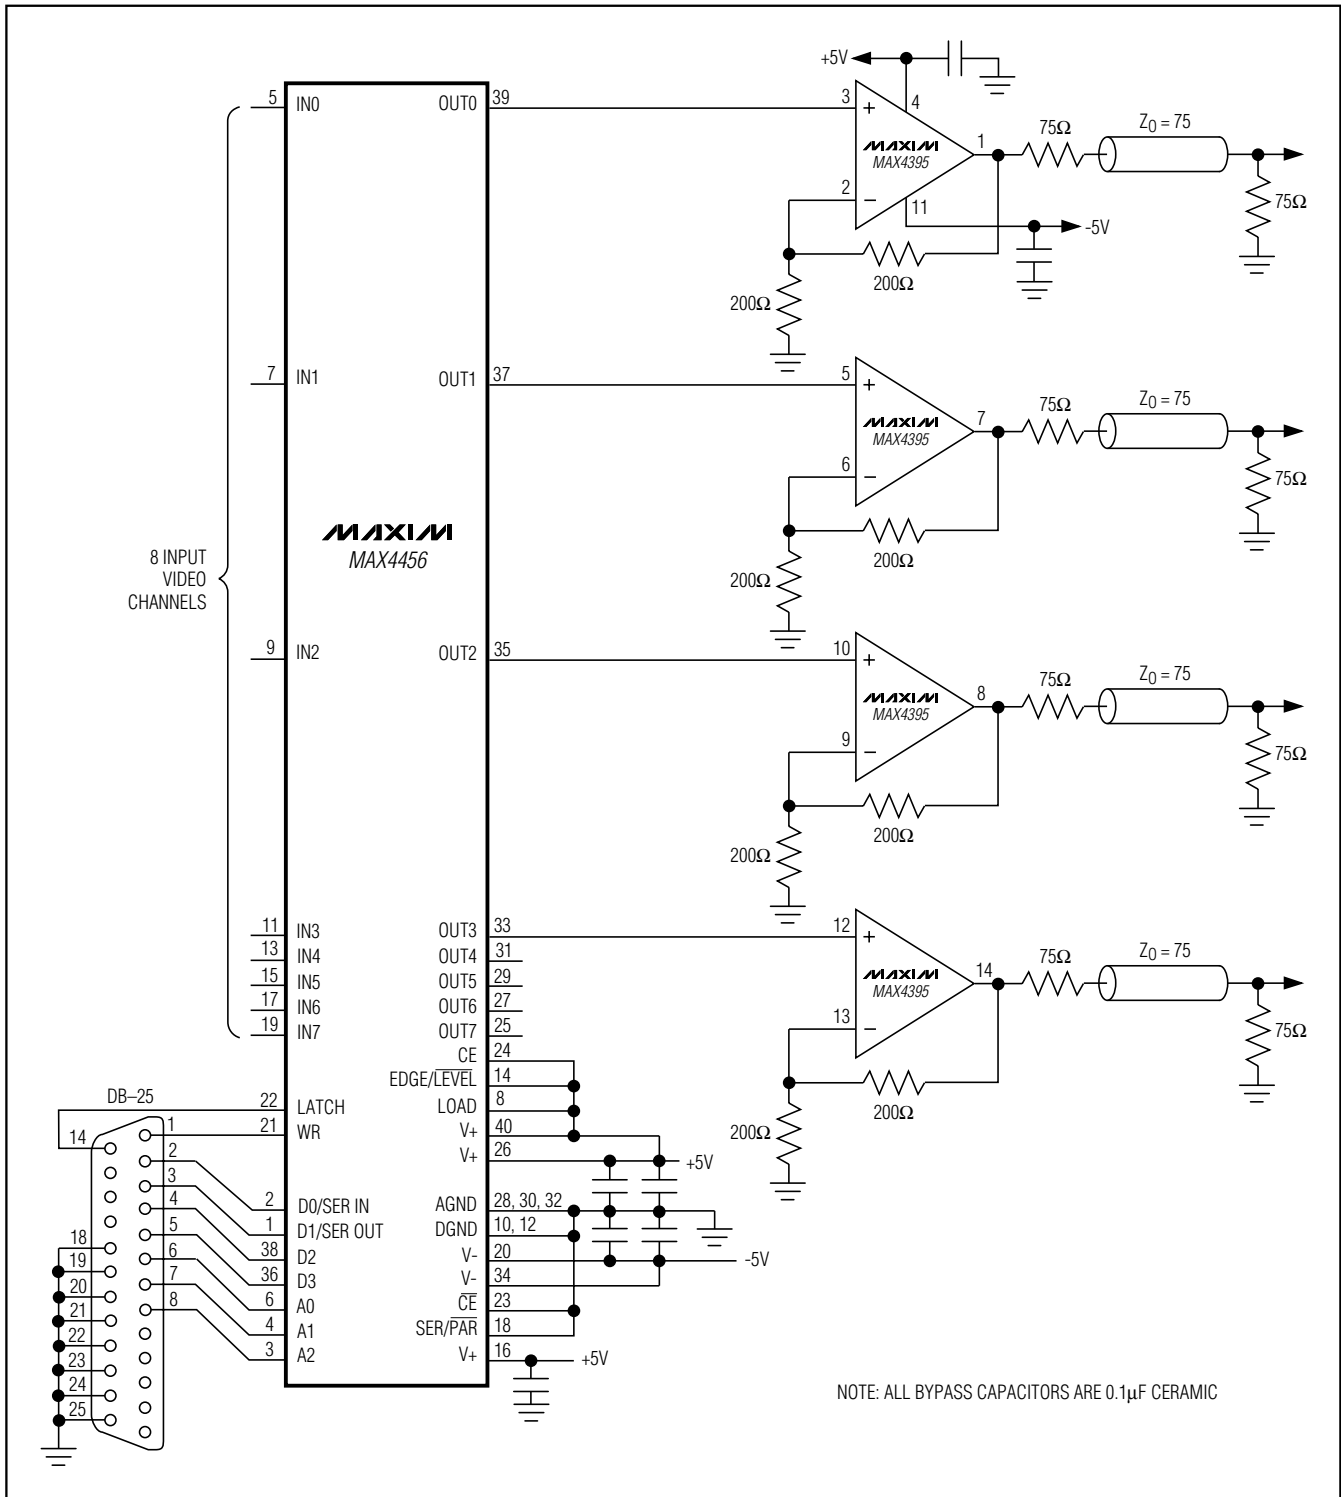 +5V
5 IN0 OUT0 39
3 + 4
MAXIM
MAX4395
1 75Ω Z0 = 75
2 − 11
75Ω
-5V
200Ω
200Ω
7 IN1 OUT1 37
5 +
MAXIM
MAX4395
7 75Ω Z0 = 75
6 −
75Ω
200Ω
200Ω
MAXIM
MAX4456
8 INPUT
VIDEO
CHANNELS
9 IN2 OUT2 35
10 +
MAXIM
MAX4395
8 75Ω Z0 = 75
9 −
75Ω
200Ω
200Ω
11 IN3 OUT3 33
12 +
MAXIM
MAX4395
14 75Ω Z0 = 75
13 −
75Ω
200Ω
200Ω
13 IN4 OUT4 31
15 IN5 OUT5 29
17 IN6 OUT6 27
19 IN7 OUT7 25
CE 24
EDGE/LEVEL 14
LOAD 8
V+ 40
V+ 26 +5V
AGND 28, 30, 32
DGND 10, 12
V- 20 -5V
V- 34
CE 23
SER/PAR 18
V+ 16 +5V
DB–25
22 LATCH
21 WR
2 D0/SER IN
1 D1/SER OUT
38 D2
36 D3
6 A0
4 A1
3 A2
14
18
19
20
21
22
23
24
25
1
2
3
4
5
6
7
8
NOTE: ALL BYPASS CAPACITORS ARE 0.1µF CERAMIC